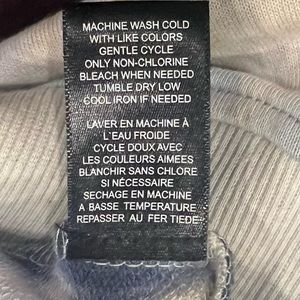 MACHINE WASH COLD
WITH LIKE COLORS
GENTLE CYCLE
ONLY NON-CHLORINE
BLEACH WHEN NEEDED
TUMBLE DRY LOW
COOL IRON IF NEEDED
LAVER EN MACHINE À
L'EAU FROIDE
CYCLE DOUX AVEC
LES COULEURS AIMEES
BLANCHIR SANS CHLORE
SI NÉCESSAIRE
SECHAGE EN MACHINE
A BASSE TEMPERATURE
REPASSER AU FER TIEDE